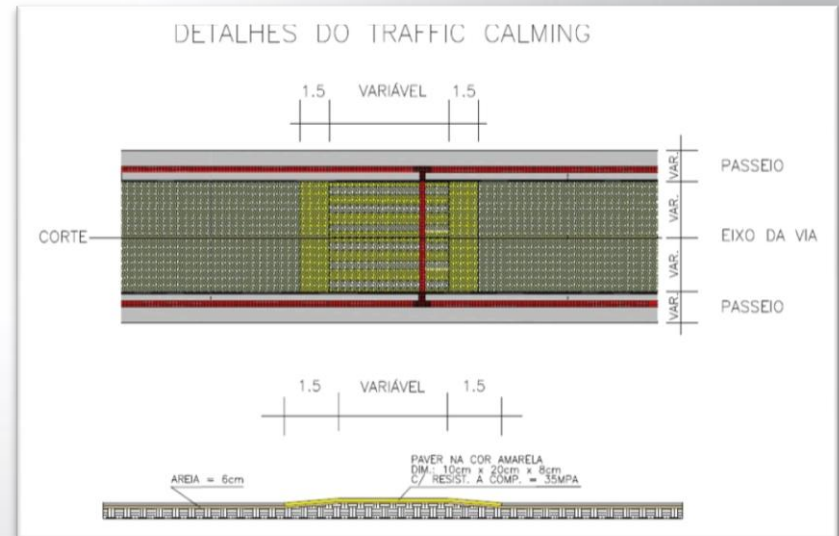 DETALHES DO TRAFFIC CALMING
1.5 VARIÁVEL 1.5
VAR. PASSEIO
VAR.
CORTE EIXO DA VIA
VAR.
VAR. PASSEIO
1.5 VARIÁVEL 1.5
AREIA = 6cm
PAVER NA COR AMARELA
DIM.: 10cm x 20cm x 8cm
C/ RESIST. A COMP. = 35MPA